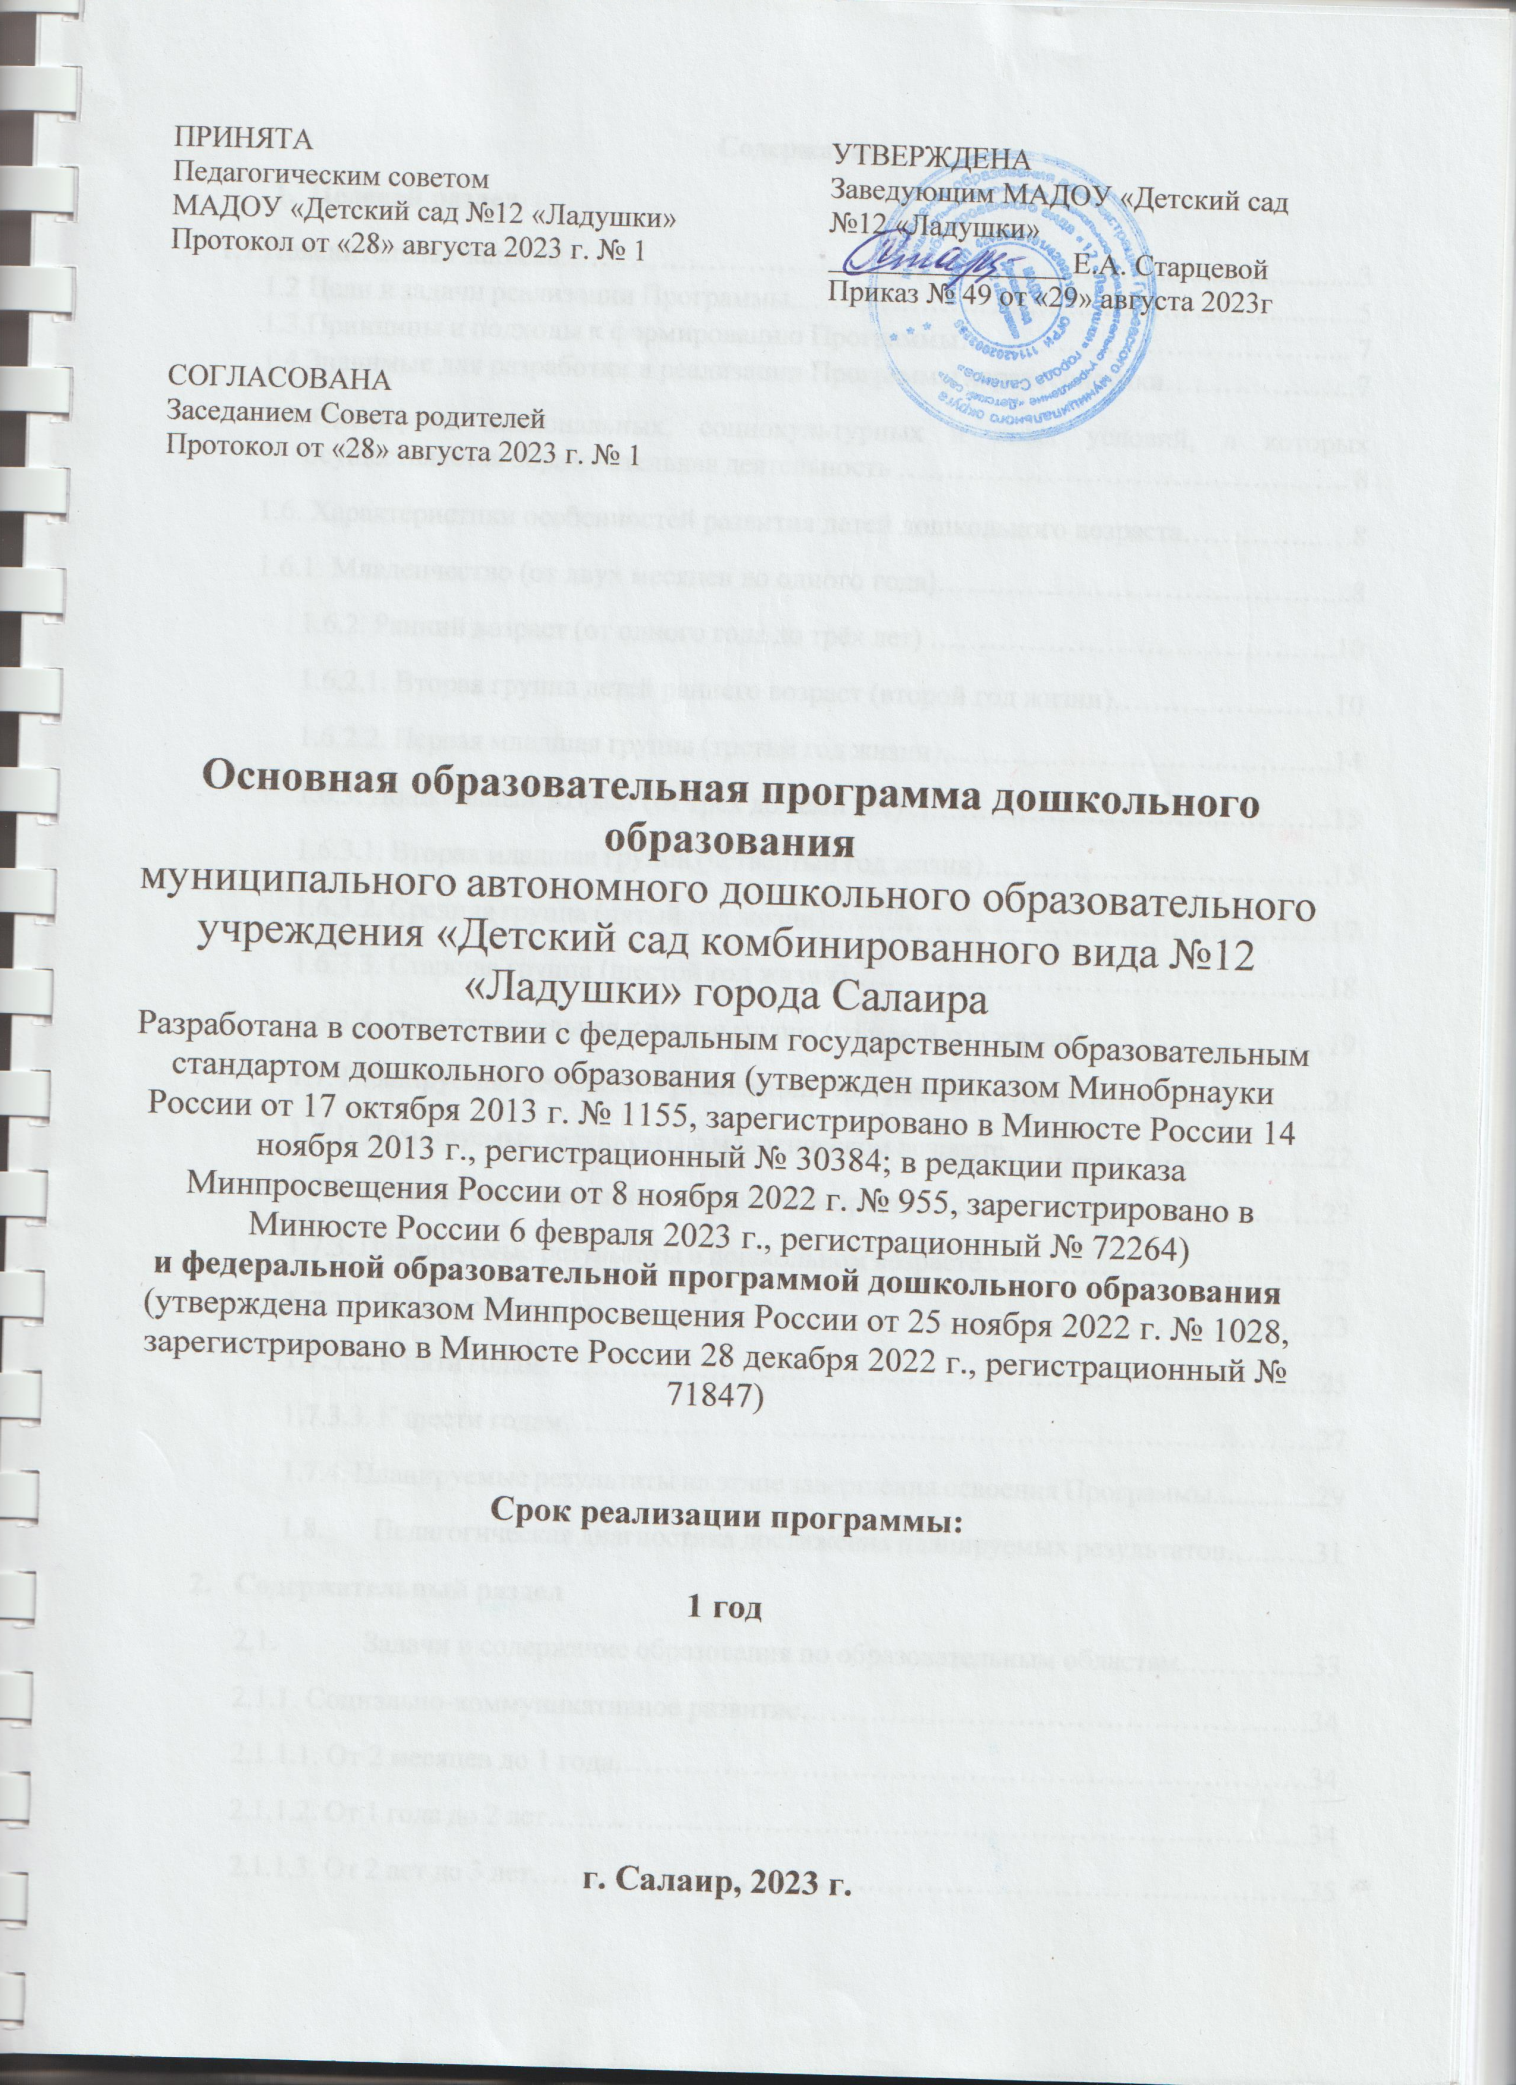 ПРИНЯТА
Педагогическим советом
МАДОУ «Детский сад №12 «Ладушки»
Протокол от «28» августа 2023 г. № 1
УТВЕРЖДЕНА
Заведующим МАДОУ «Детский сад
№12 «Ладушки»
Е.А. Старцевой
Приказ № 49 от «29» августа 2023г
СОГЛАСОВАНА
Заседанием Совета родителей
Протокол от «28» августа 2023 г. № 1
Основная образовательная программа дошкольного
образования
муниципального автономного дошкольного образовательного
учреждения «Детский сад комбинированного вида №12
«Ладушки» города Салаира
Разработана в соответствии с федеральным государственным образовательным
стандартом дошкольного образования (утвержден приказом Минобрнауки
России от 17 октября 2013 г. № 1155, зарегистрировано в Минюсте России 14
ноября 2013 г., регистрационный № 30384; в редакции приказа
Минпросвещения России от 8 ноября 2022 г. № 955, зарегистрировано в
Минюсте России 6 февраля 2023 г., регистрационный № 72264)
и федеральной образовательной программой дошкольного образования
(утверждена приказом Минпросвещения России от 25 ноября 2022 г. № 1028,
зарегистрировано в Минюсте России 28 декабря 2022 г., регистрационный №
71847)
Срок реализации программы:
1 год
г. Салаир, 2023 г.